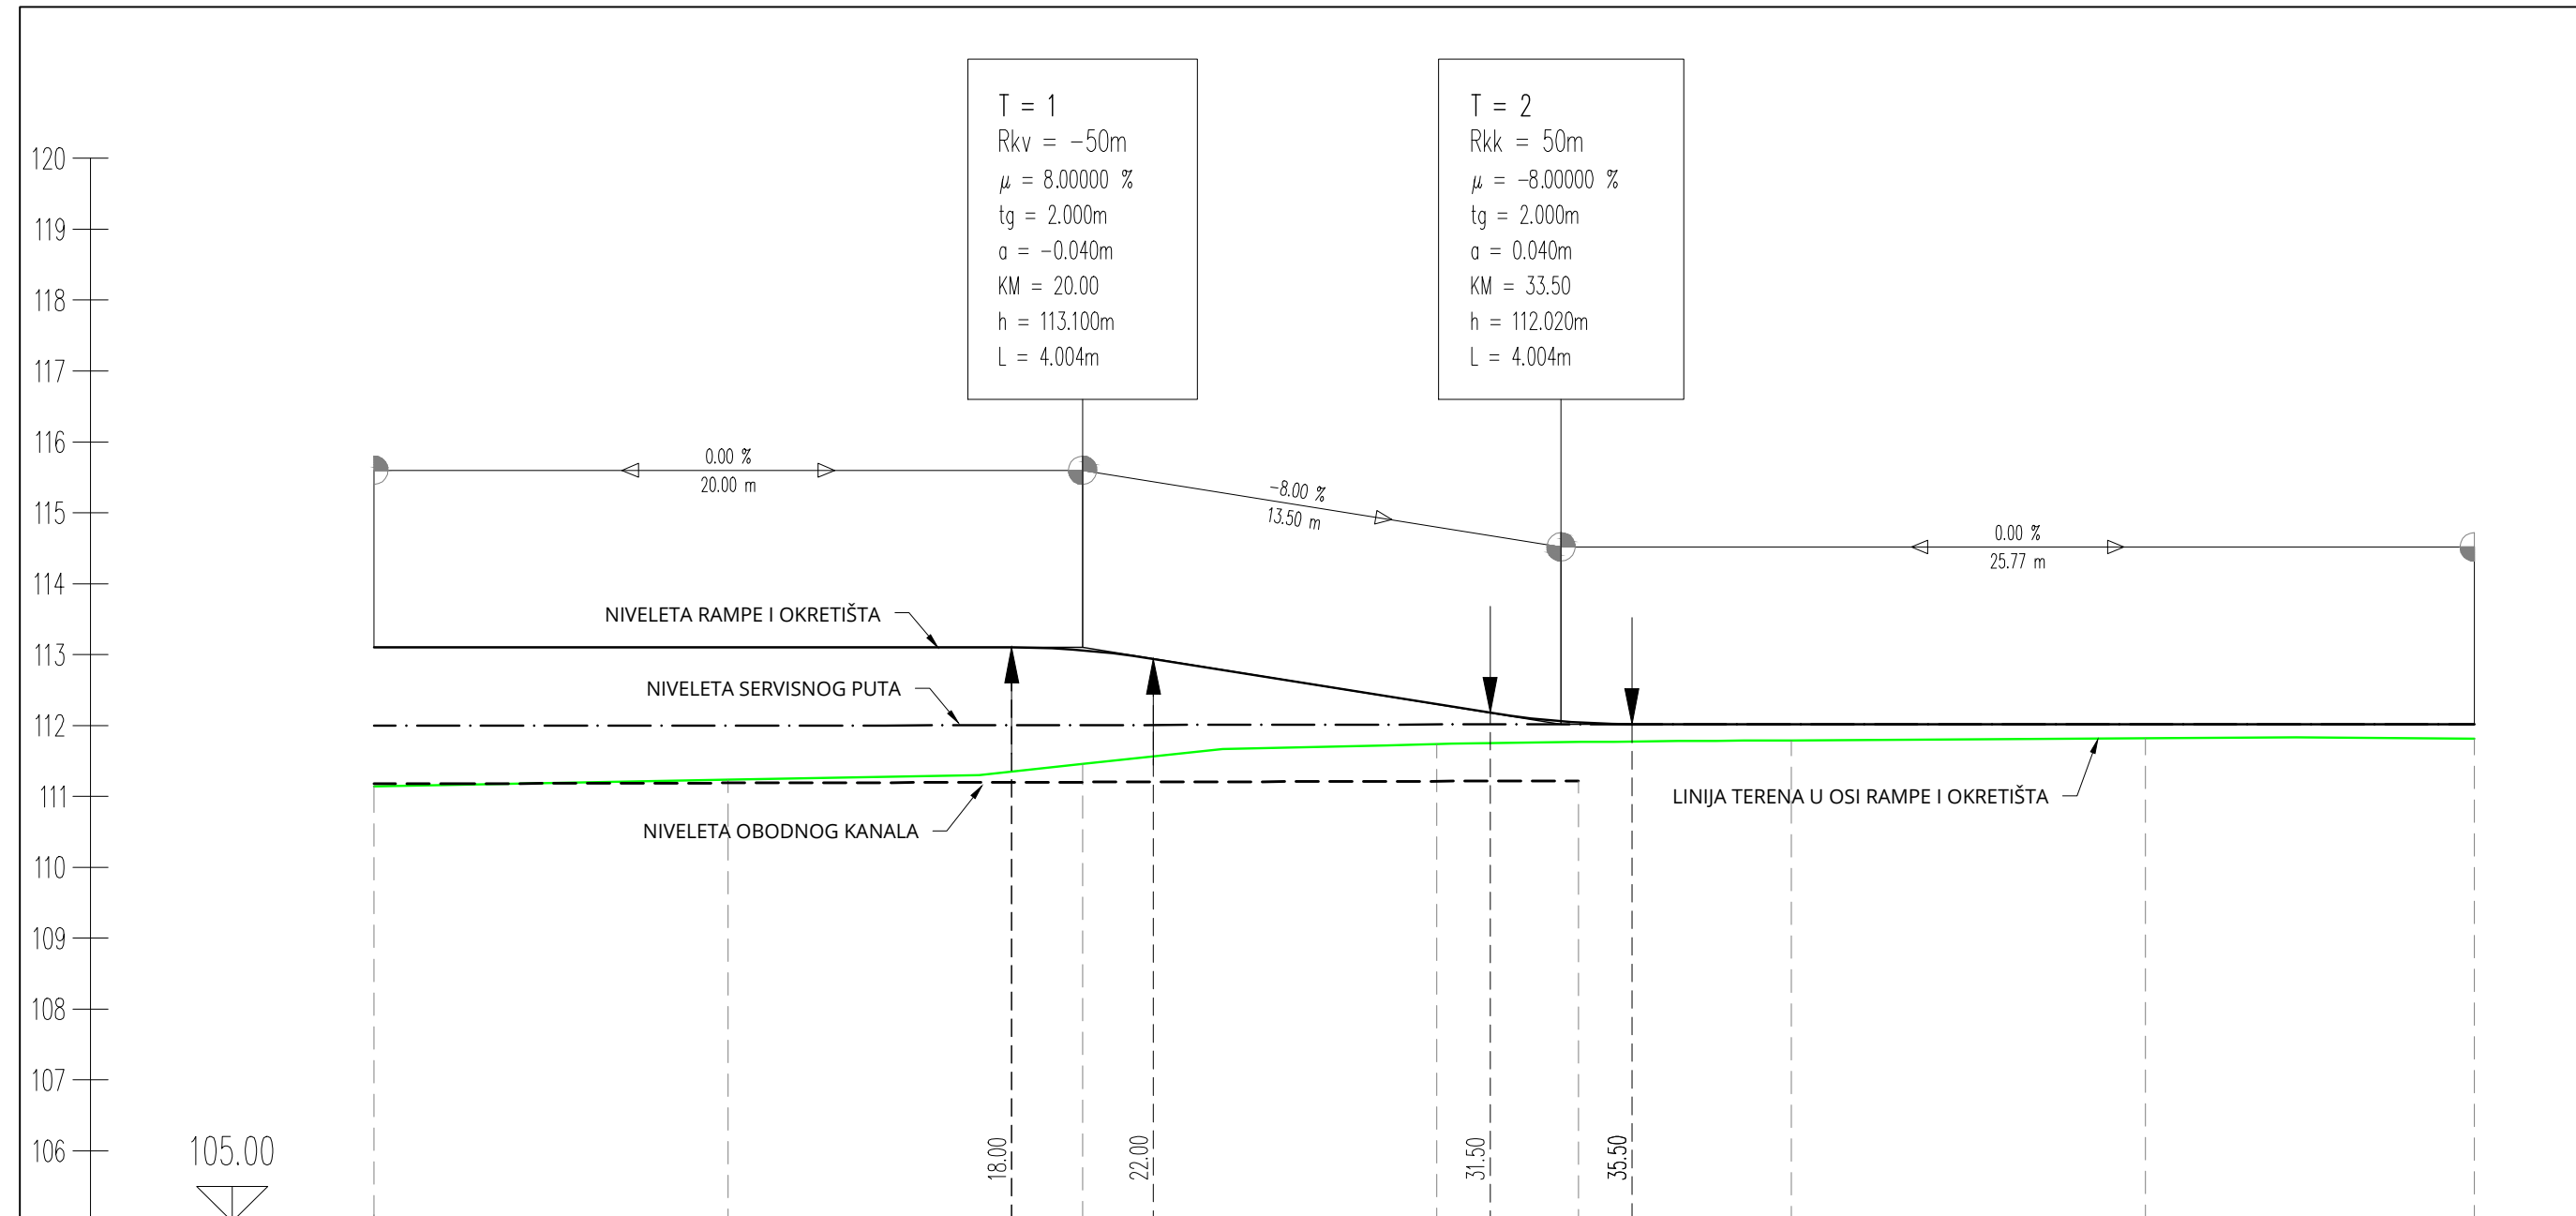 T = 1
Rkv = -50m
μ = 8.00000 %
tg = 2.000m
a = -0.040m
KM = 20.00
h = 113.100m
L = 4.004m
T = 2
Rkk = 50m
μ = -8.00000 %
tg = 2.000m
a = 0.040m
KM = 33.50
h = 112.020m
L = 4.004m
120
119
118
117
116
115
114
113
112
111
110
109
108
107
106
0.00 %
20.00 m
-8.00 %
13.50 m
0.00 %
25.77 m
NIVELETA RAMPE I OKRETIŠTA
NIVELETA SERVISNOG PUTA
NIVELETA OBODNOG KANALA
LINIJA TERENA U OSI RAMPE I OKRETIŠTA
105.00
18.00
22.00
31.50
35.50